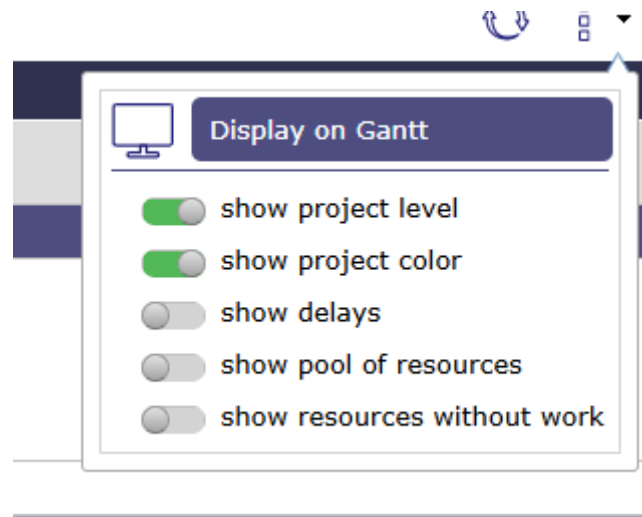 Display on Gantt
show project level
show project color
show delays
show pool of resources
show resources without work